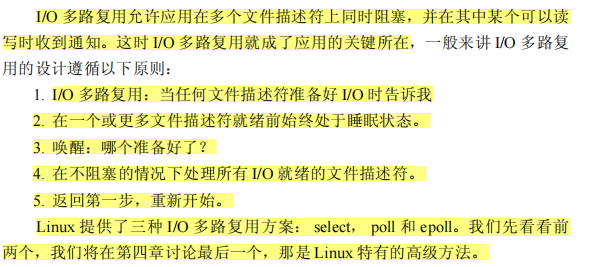 I/O 多路复用允许应用在多个文件描述符上同时阻塞，并在其中某个可以读
写时收到通知。这时 I/O 多路复用就成了应用的关键所在，一般来讲 I/O 多路复
用的设计遵循以下原则：
1. I/O 多路复用：当任何文件描述符准备好 I/O 时告诉我
2. 在一个或更多文件描述符就绪前始终处于睡眠状态。
3. 唤醒：哪个准备好了？
4. 在不阻塞的情况下处理所有 I/O 就绪的文件描述符。
5. 返回第一步，重新开始。
Linux 提供了三种 I/O 多路复用方案： select， poll 和 epoll。我们先看看前
两个，我们将在第四章讨论最后一个，那是 Linux 特有的高级方法。